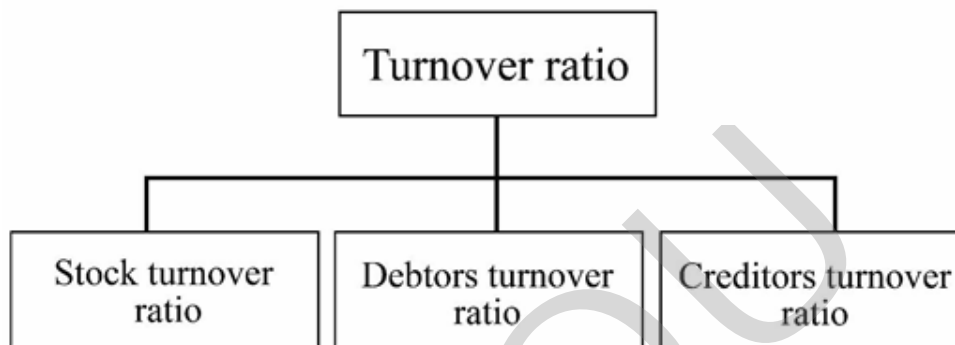 Turnover ratio
Stock turnover
ratio
Debtors turnover
ratio
Creditors turnover
ratio